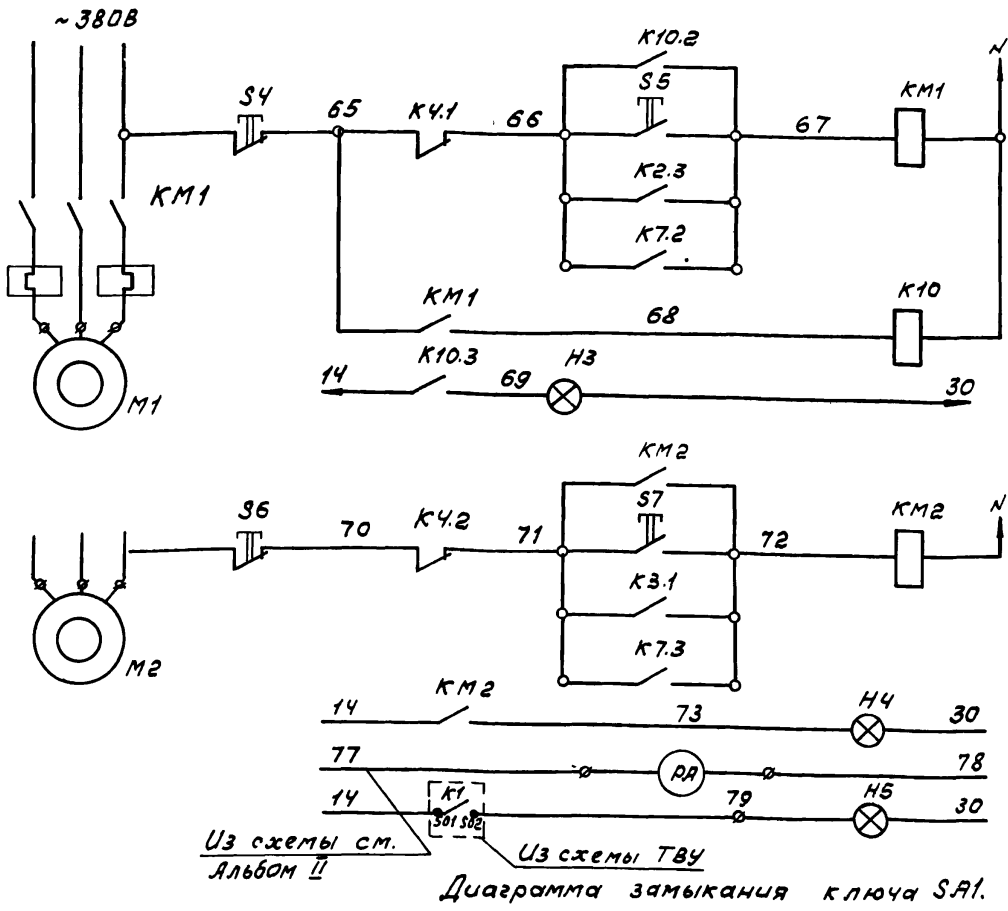 ~380В
К10.2
N
S4
65
К4.1
66
S5
67
КМ1
КМ1
К2.3
К7.2
КМ1
68
К10
14
К10.3
69
Н3
30
М1
КМ2
S6
70
К4.2
71
S7
72
КМ2
N
К3.1
М2
К7.3
14
КМ2
73
Н4
30
77
РА
78
14
К1
79
Н5
30
S01 S02
Из схемы см.
Альбом II
Из схемы ТВУ
Диаграмма замыкания ключа SA1.